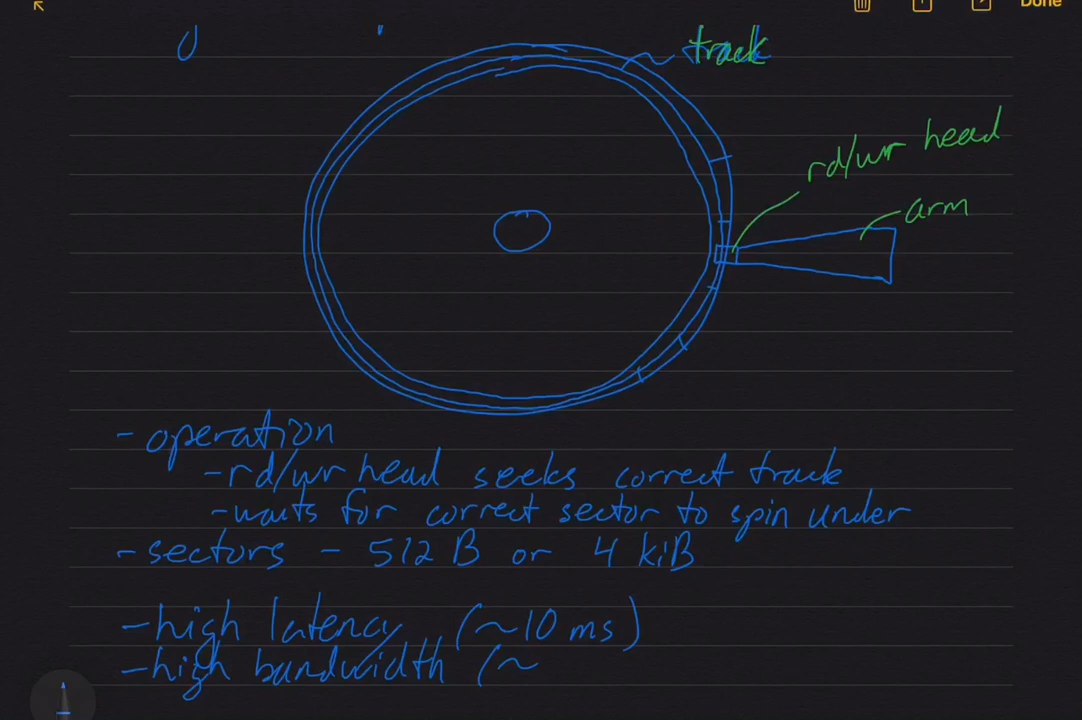 Done
track
rd/wr head
arm
- operation
- rd/wr head seeks correct track
- waits for correct sector to spin under
- sectors - 512 B or 4 kiB
- high latency (~10 ms)
- high bandwidth (~